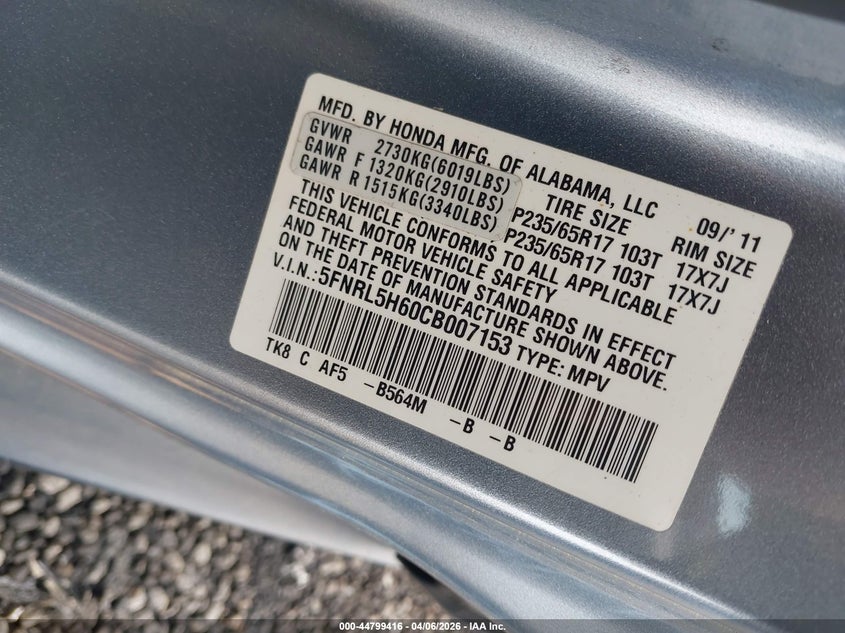 MFD. BY HONDA MFG. OF ALABAMA, LLC 09/'11
GVWR 2730KG(6019LBS) TIRE SIZE RIM SIZE
GAWR F 1320KG(2910LBS) P235/65R17 103T 17X7J
GAWR R 1515KG(3340LBS) P235/65R17 103T 17X7J
THIS VEHICLE CONFORMS TO ALL APPLICABLE
FEDERAL MOTOR VEHICLE SAFETY
AND THEFT PREVENTION STANDARDS IN EFFECT
ON THE DATE OF MANUFACTURE SHOWN ABOVE.
V.I.N.:5FNRL5H60CB007153 TYPE: MPV
TK8 C AF5 -B564M -B -B
000-44799416 - 04/06/2026 - IAA Inc.